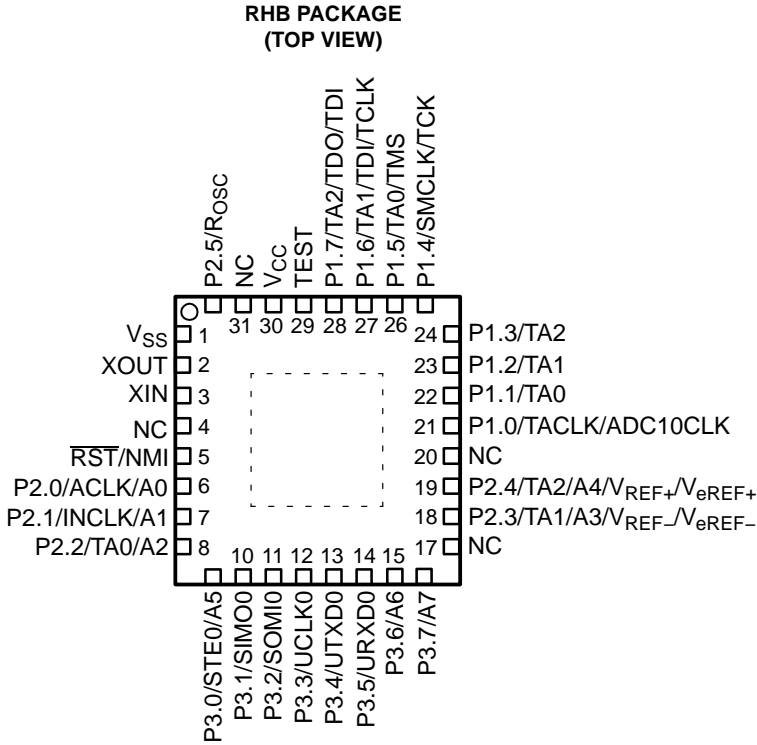 RHB PACKAGE
(TOP VIEW)
P2.5/ROSC
NC
VCC
TEST
P1.7/TA2/TDO/TDI
P1.6/TA1/TDI/TCLK
P1.5/TA0/TMS
P1.4/SMCLK/TCK
31 30 29 28 27 26
VSS 1
XOUT 2
XIN 3
NC 4
RST/NMI 5
P2.0/ACLK/A0 6
P2.1/INCLK/A1 7
P2.2/TA0/A2 8
24 P1.3/TA2
23 P1.2/TA1
22 P1.1/TA0
21 P1.0/TACLK/ADC10CLK
20 NC
19 P2.4/TA2/A4/VREF+/VeREF+
18 P2.3/TA1/A3/VREF−/VeREF−
17 NC
10 11 12 13 14 15
P3.0/STE0/A5
P3.1/SIMO0
P3.2/SOMI0
P3.3/UCLK0
P3.4/UTXD0
P3.5/URXD0
P3.6/A6
P3.7/A7